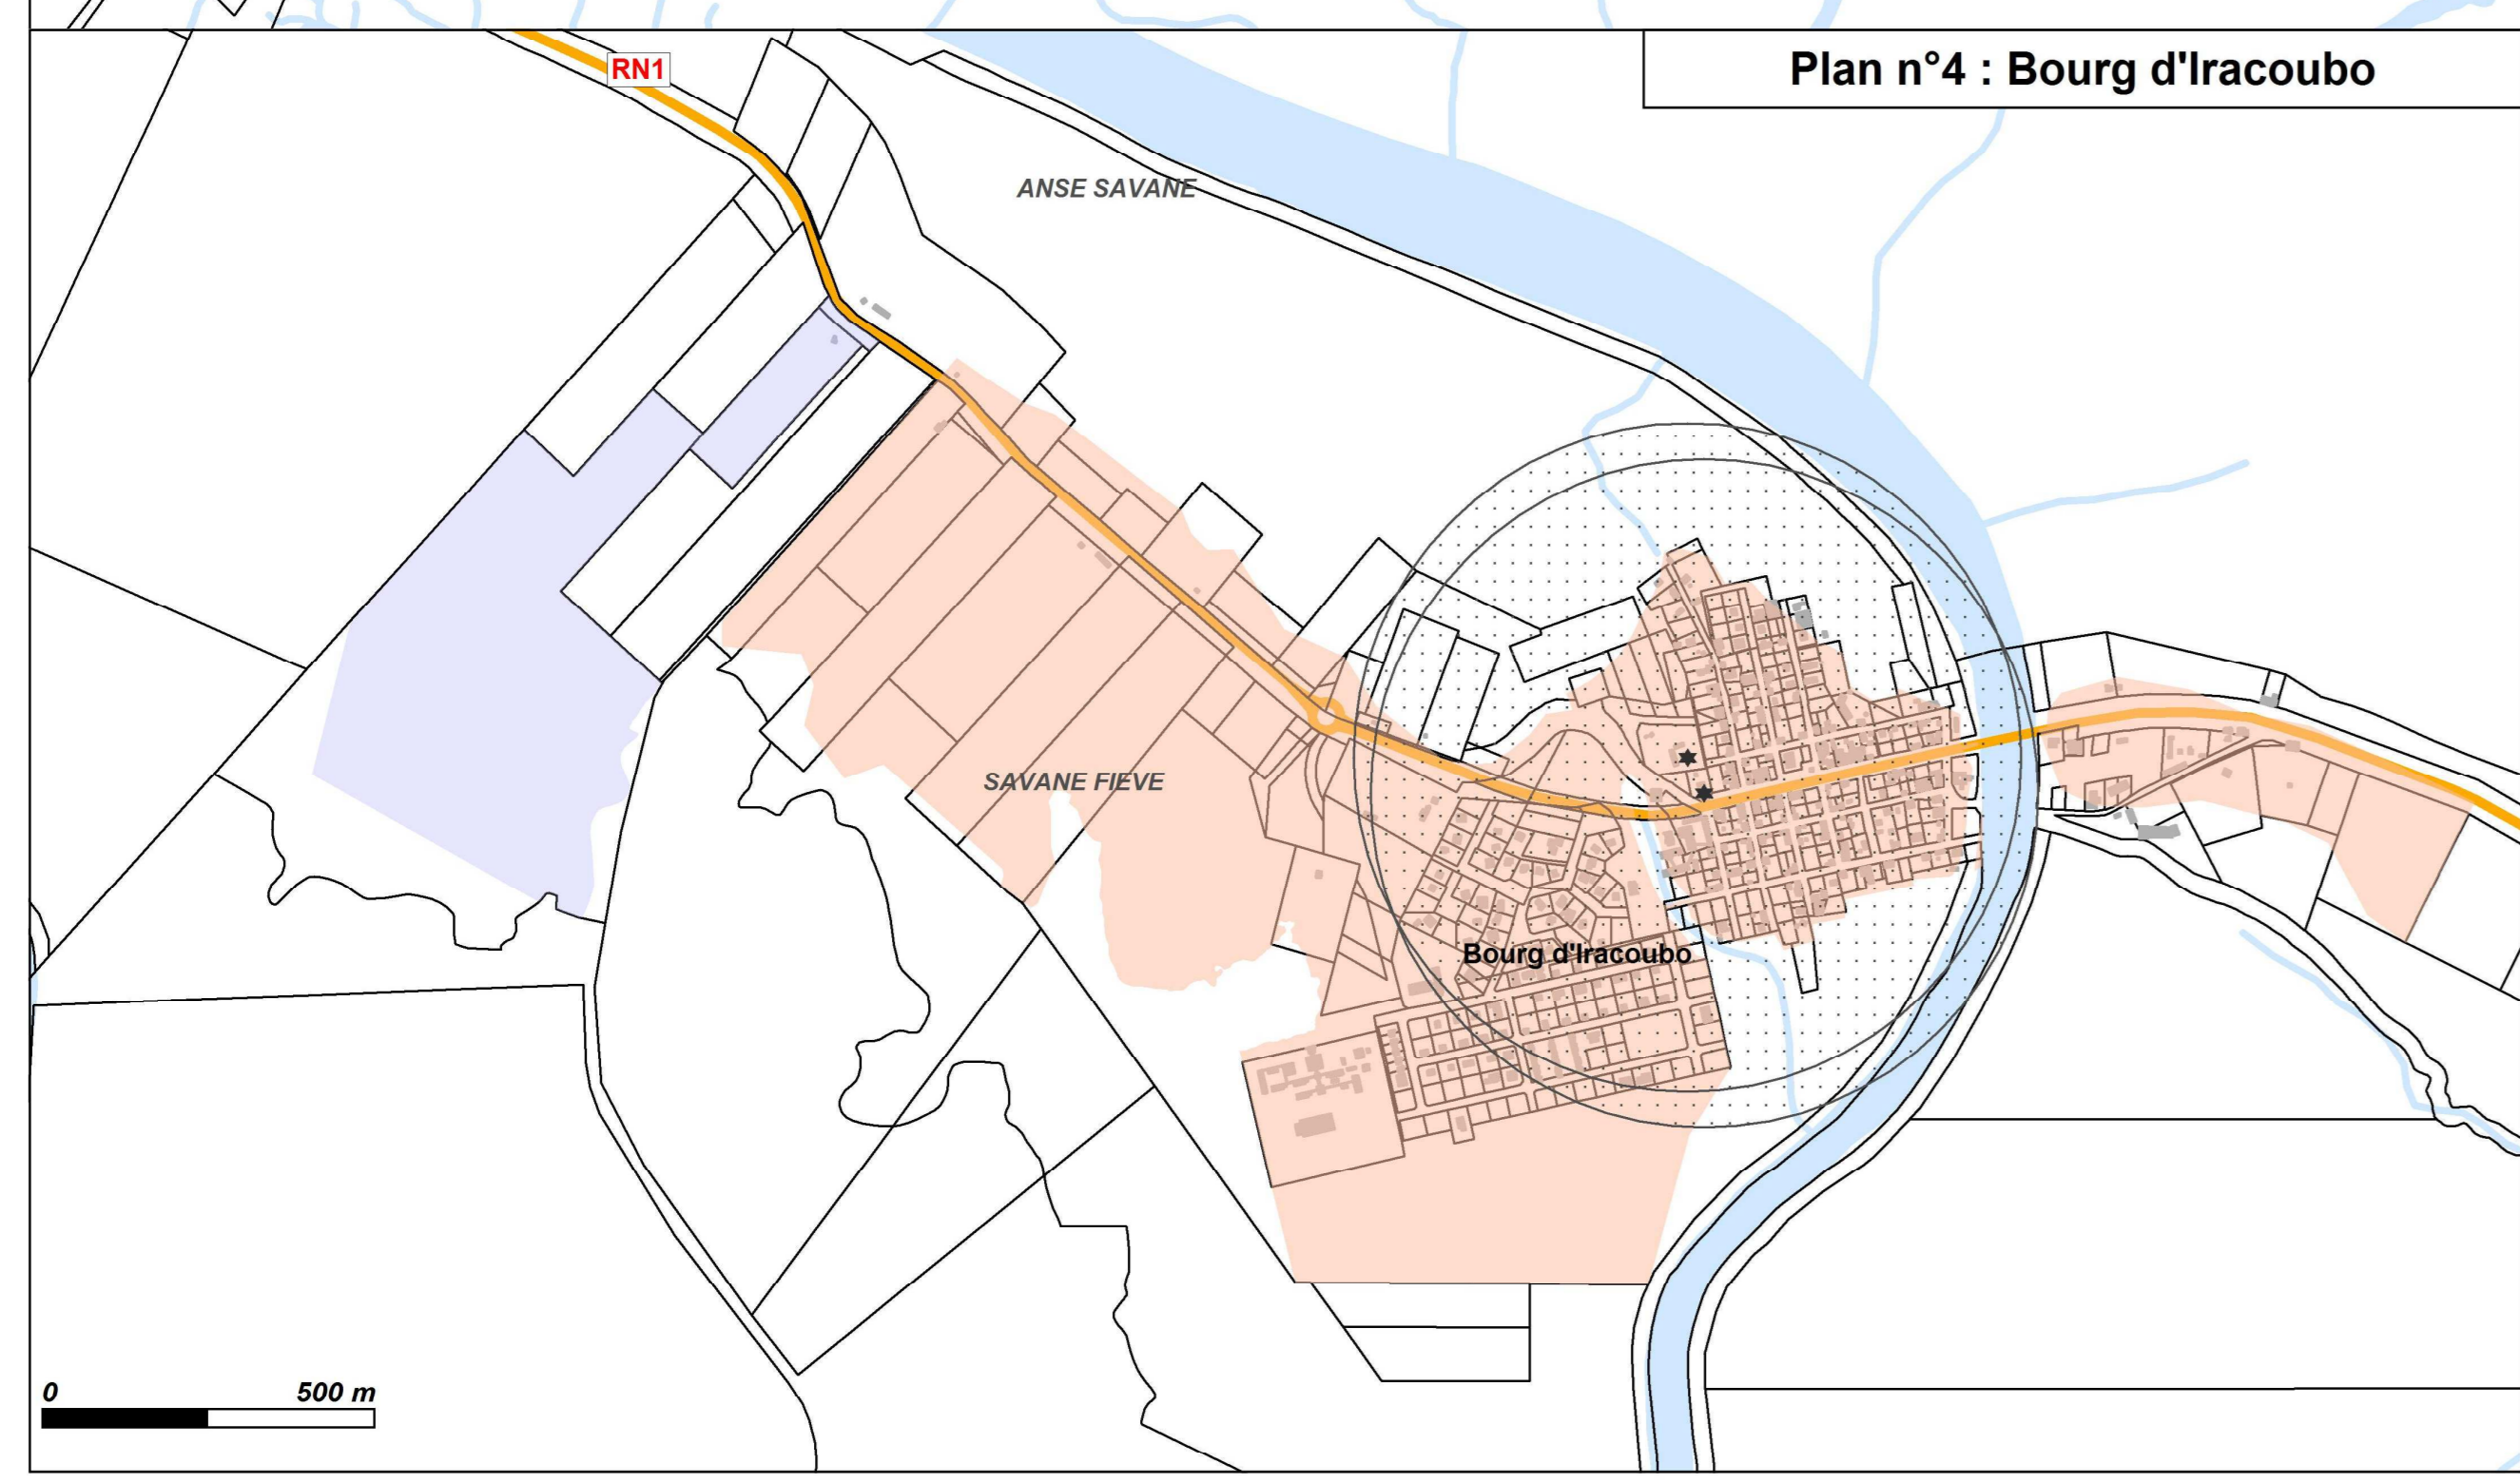 Plan n°4 : Bourg d'Iracoubo
RN1
ANSE SAVANE
SAVANE FIEVE
Bourg d'Iracoubo
0 500 m